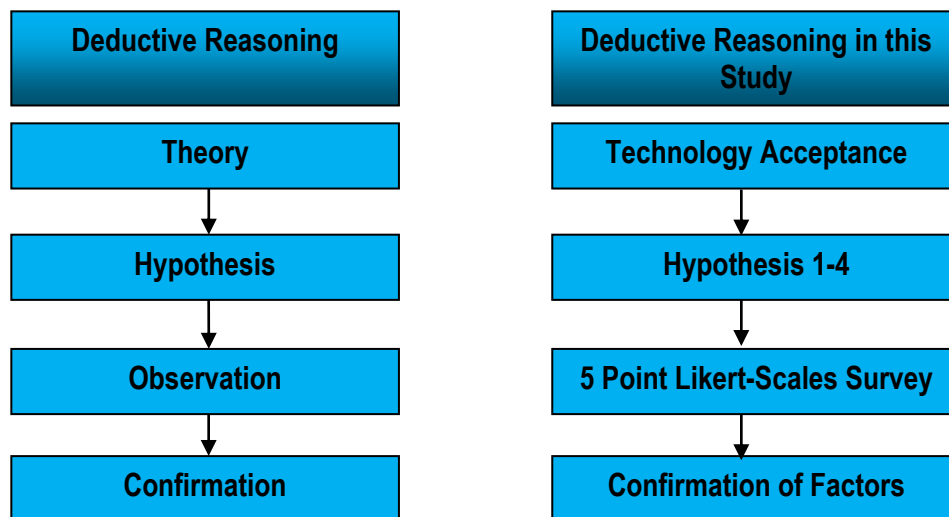 Deductive Reasoning
Theory
Hypothesis
Observation
Confirmation
Deductive Reasoning in this
Study
Technology Acceptance
Hypothesis 1-4
5 Point Likert-Scales Survey
Confirmation of Factors